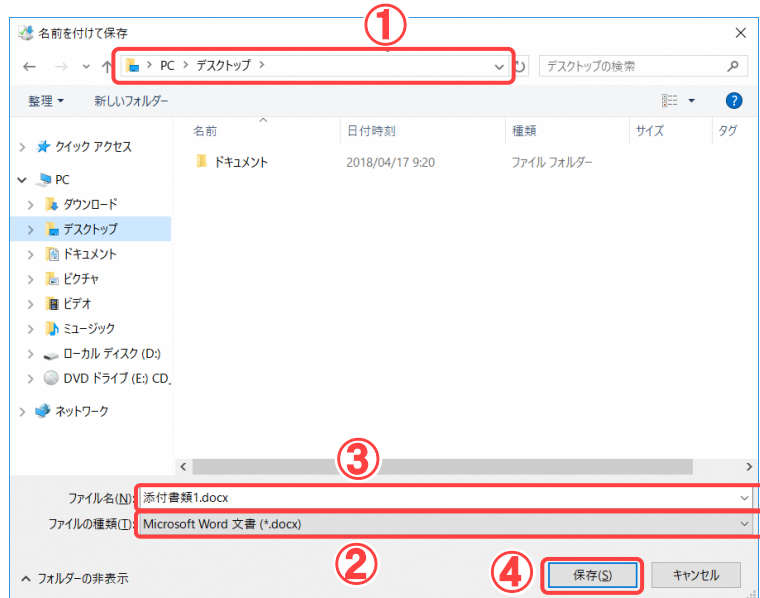 ①
名前を付けて保存
PC デスクトップ
デスクトップの検索
整理 新しいフォルダー
?
名前 日付時刻 種類 サイズ タグ
ドキュメント 2018/04/17 9:20 ファイル フォルダー
クイック アクセス
PC
ダウンロード
デスクトップ
ドキュメント
ピクチャ
ビデオ
ミュージック
ローカル ディスク (D:)
DVD ドライブ (E:) CD_
ネットワーク
③
ファイル名(N): 添付書類1.docx
ファイルの種類(T): Microsoft Word 文書 (*.docx)
②
④
フォルダーの非表示 保存(S) キャンセル